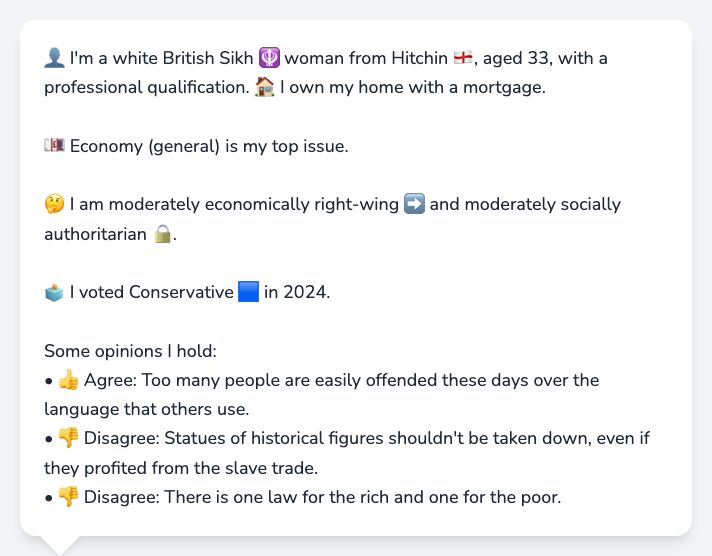 👤 I'm a white British Sikh 🪯 woman from Hitchin 🏴󠁧󠁢󠁥󠁮󠁧󠁿, aged 33, with a
professional qualification. 🏠 I own my home with a mortgage.
💷 Economy (general) is my top issue.
🤔 I am moderately economically right-wing ➡️ and moderately socially
authoritarian 🔒.
🗳️ I voted Conservative 🟦 in 2024.
Some opinions I hold:
• 👍 Agree: Too many people are easily offended these days over the
language that others use.
• 👎 Disagree: Statues of historical figures shouldn't be taken down, even if
they profited from the slave trade.
• 👎 Disagree: There is one law for the rich and one for the poor.